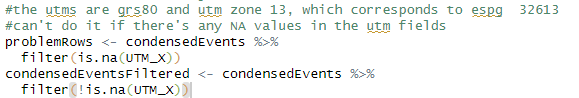 #the utms are grs80 and utm zone 13, which corresponds to espg  32613
#can't do it if there's any NA values in the utm fields
problemRows <- condensedEvents %>%
  filter(is.na(UTM_X))
condensedEventsFiltered <- condensedEvents %>%
  filter(!is.na(UTM_X))